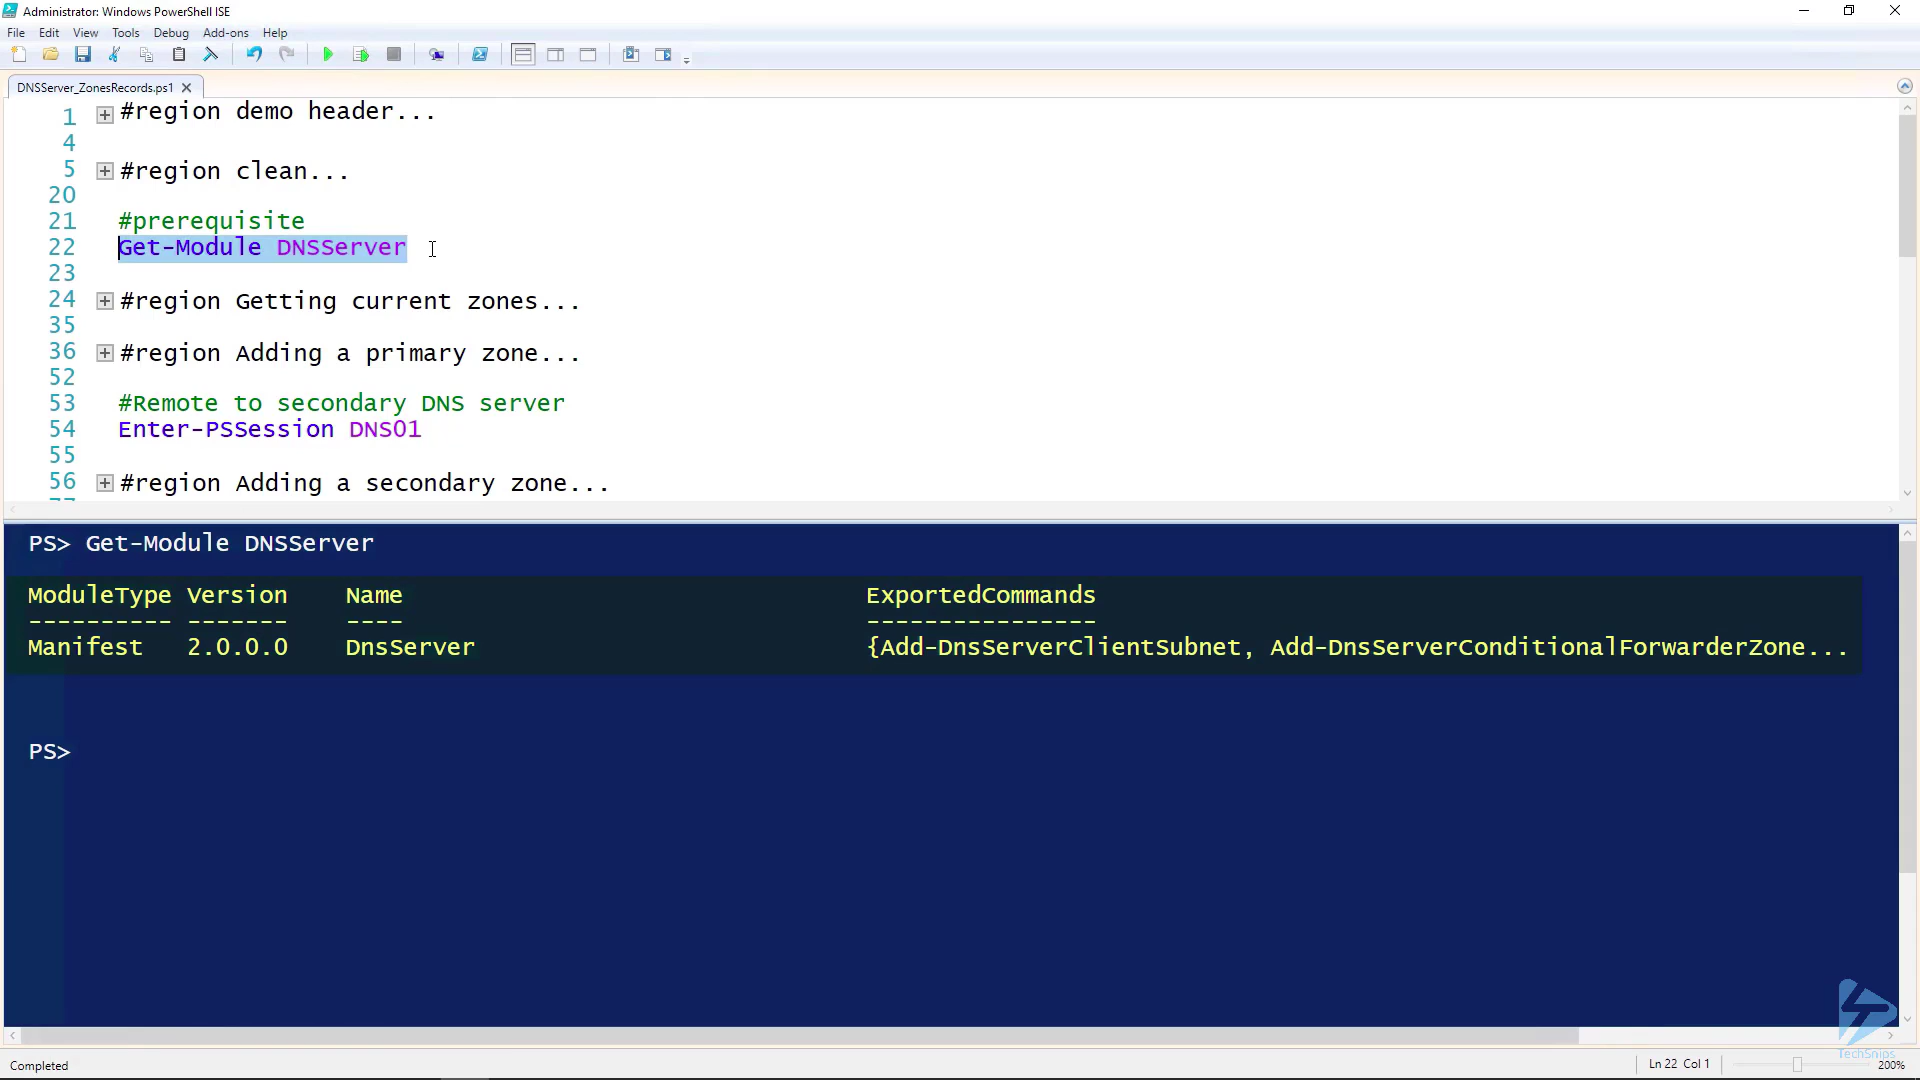 Administrator: Windows PowerShell ISE
File Edit View Tools Debug Add-ons Help
DNSServer_ZonesRecords.ps1
1 #region demo header...
4
5 #region clean...
20
21 #prerequisite
22 Get-Module DNSServer
23
24 #region Getting current zones...
35
36 #region Adding a primary zone...
52
53 #Remote to secondary DNS server
54 Enter-PSSession DNS01
55
56 #region Adding a secondary zone...
PS> Get-Module DNSServer
ModuleType Version Name ExportedCommands
---------- ------- ---- ----------------
Manifest 2.0.0.0 DnsServer {Add-DnsServerClientSubnet, Add-DnsServerConditionalForwarderZone...
PS>
TechSnips
Completed Ln 22 Col 1 200%